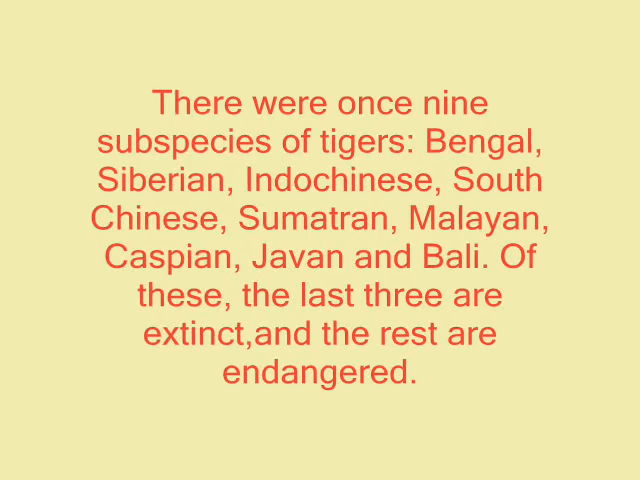 There were once nine
subspecies of tigers: Bengal,
Siberian, Indochinese, South
Chinese, Sumatran, Malayan,
Caspian, Javan and Bali. Of
these, the last three are
extinct,and the rest are
endangered.